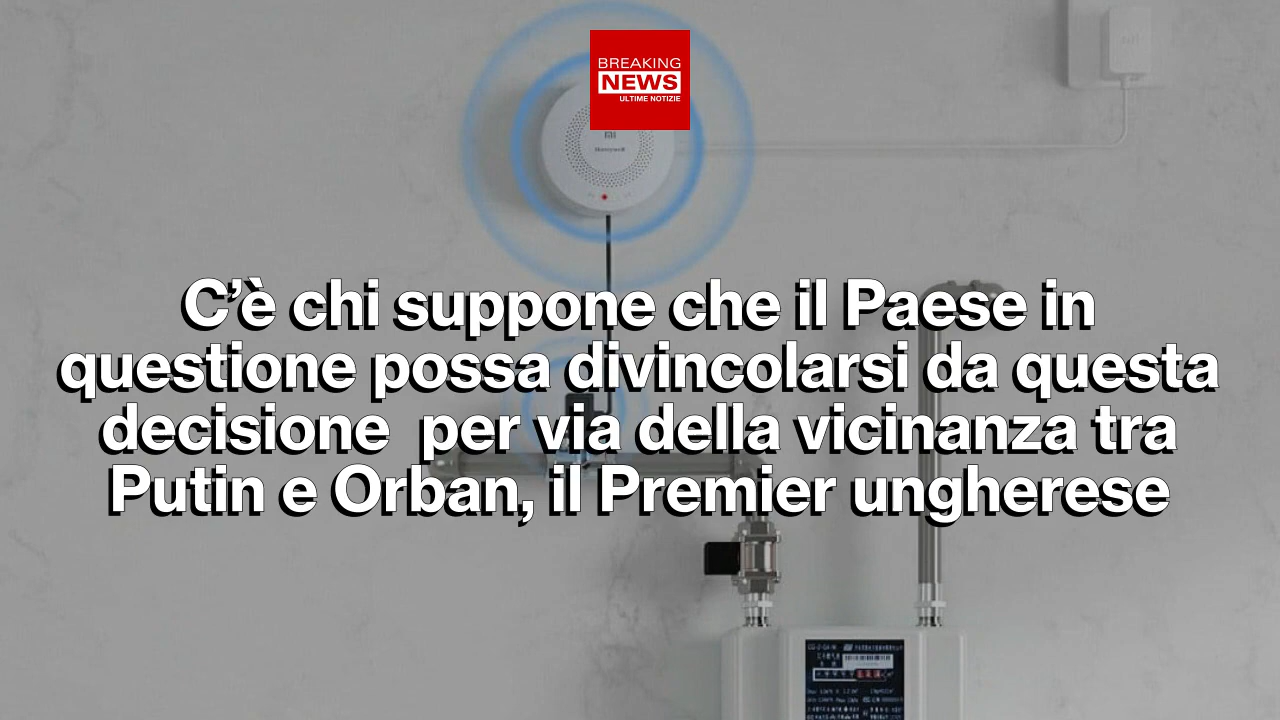 BREAKING
NEWS
ULTIME NOTIZIE
C’è chi suppone che il Paese in
questione possa divincolarsi da questa
decisione  per via della vicinanza tra
Putin e Orban, il Premier ungherese